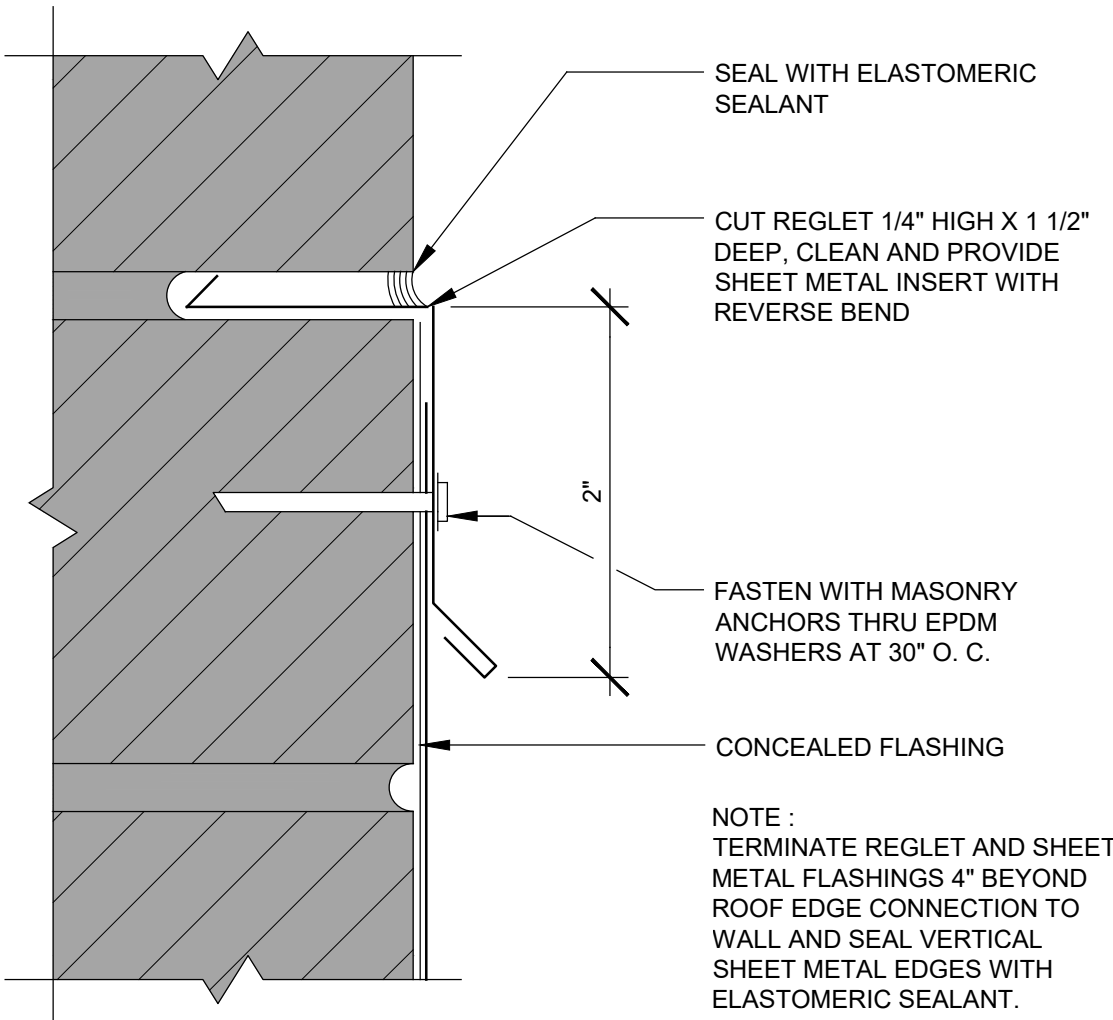 SEAL WITH ELASTOMERIC
SEALANT
CUT REGLET 1/4" HIGH X 1 1/2"
DEEP, CLEAN AND PROVIDE
SHEET METAL INSERT WITH
REVERSE BEND
2"
FASTEN WITH MASONRY
ANCHORS THRU EPDM
WASHERS AT 30" O. C.
CONCEALED FLASHING
NOTE :
TERMINATE REGLET AND SHEET
METAL FLASHINGS 4" BEYOND
ROOF EDGE CONNECTION TO
WALL AND SEAL VERTICAL
SHEET METAL EDGES WITH
ELASTOMERIC SEALANT.